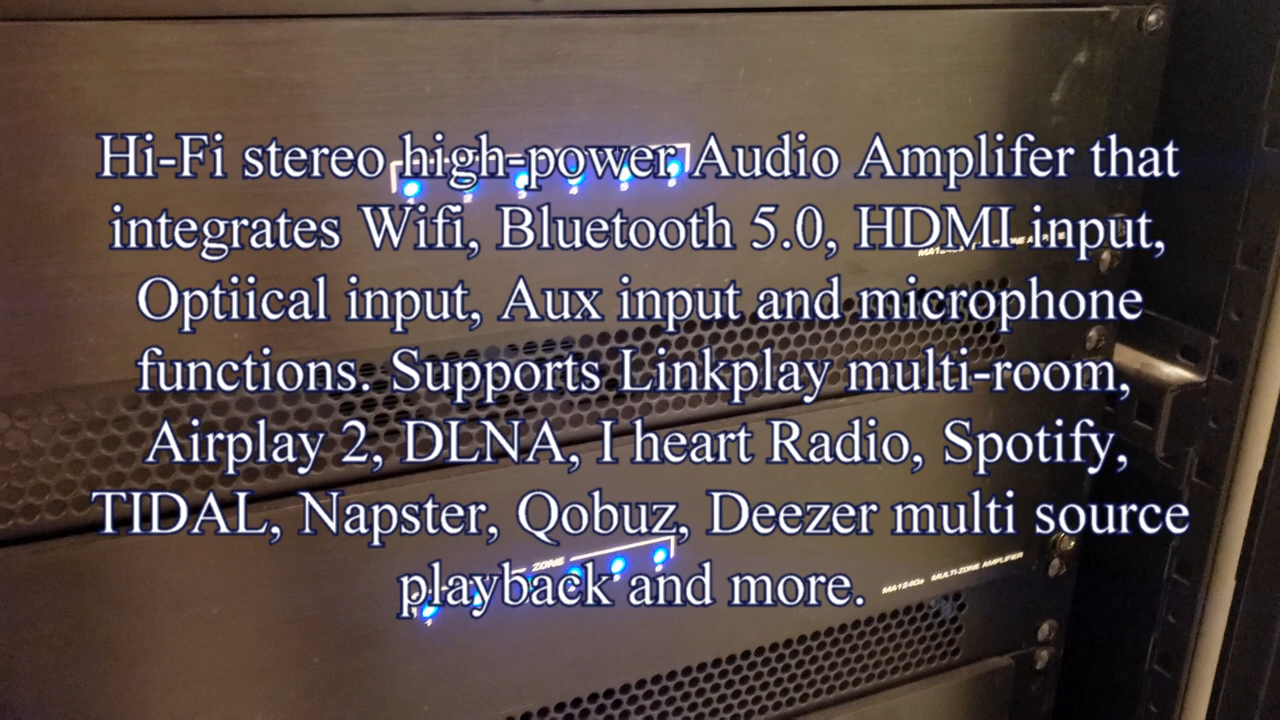 Hi-Fi stereo high-power Audio Amplifer that
integrates Wifi, Bluetooth 5.0, HDMI input,
Optiical input, Aux input and microphone
functions. Supports Linkplay multi-room,
Airplay 2, DLNA, I heart Radio, Spotify,
TIDAL, Napster, Qobuz, Deezer multi source
playback and more.
ZONE
MA1240a MULTI-ZONE AMPLIFIER